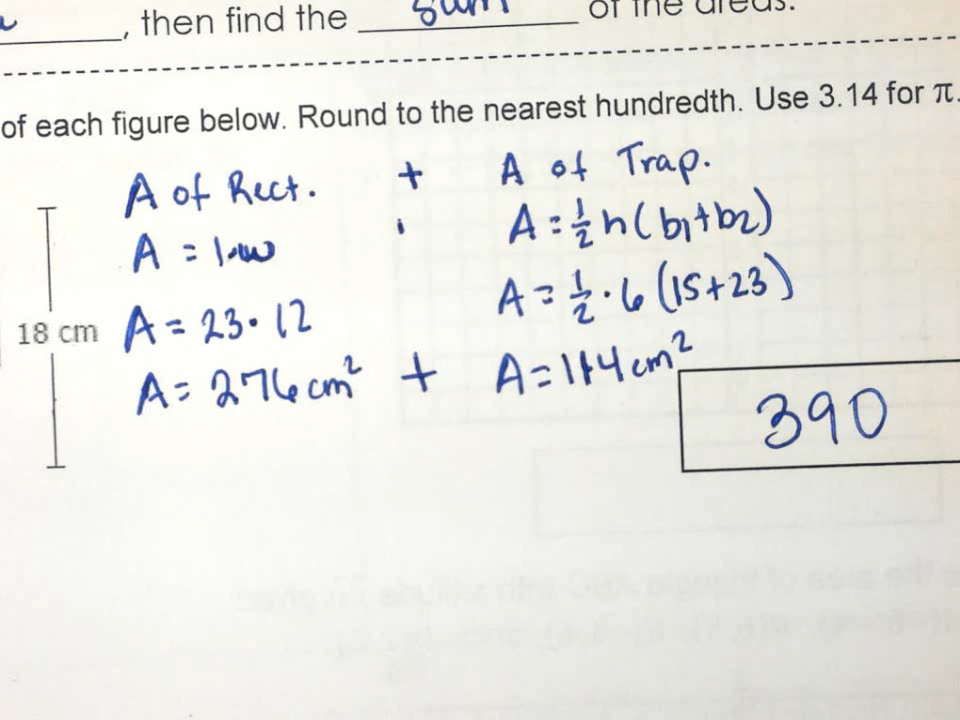 , then find the sum of the areas.
of each figure below. Round to the nearest hundredth. Use 3.14 for π.
A of Rect. + A of Trap.
A = l·w A = 1/2 h(b1+b2)
18 cm A = 23·12 A = 1/2 · 6 (15+23)
A = 276 cm² + A = 114 cm²
390